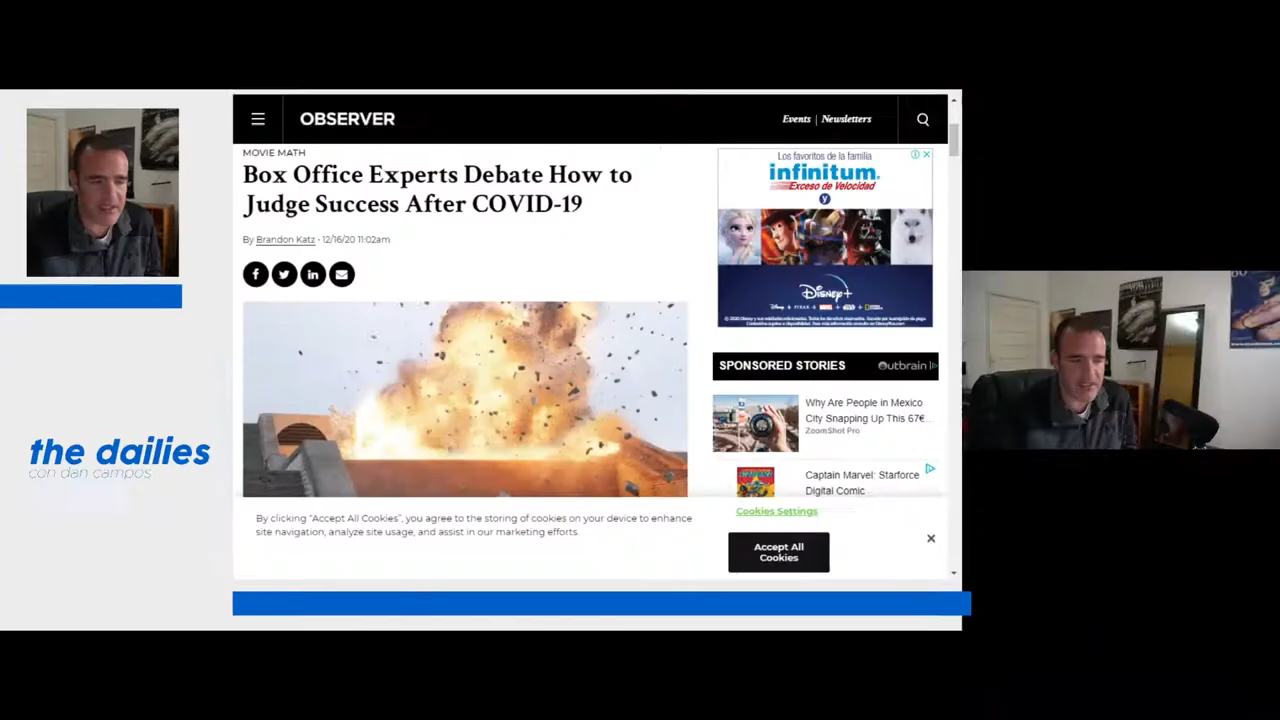 OBSERVER
Events | Newsletters
MOVIE MATH
Box Office Experts Debate How to
Judge Success After COVID-19
By Brandon Katz • 12/16/20 11:02am
Los favoritos de la familia
infinitum.
Exceso de Velocidad
y
Disney+
SPONSORED STORIES
Outbrain
Why Are People in Mexico
City Snapping Up This 67€...
ZoomShot Pro
Captain Marvel: Starforce
Digital Comic
By clicking "Accept All Cookies", you agree to the storing of cookies on your device to enhance
site navigation, analyze site usage, and assist in our marketing efforts.
Cookies Settings
Accept All
Cookies
the dailies
con dan campos